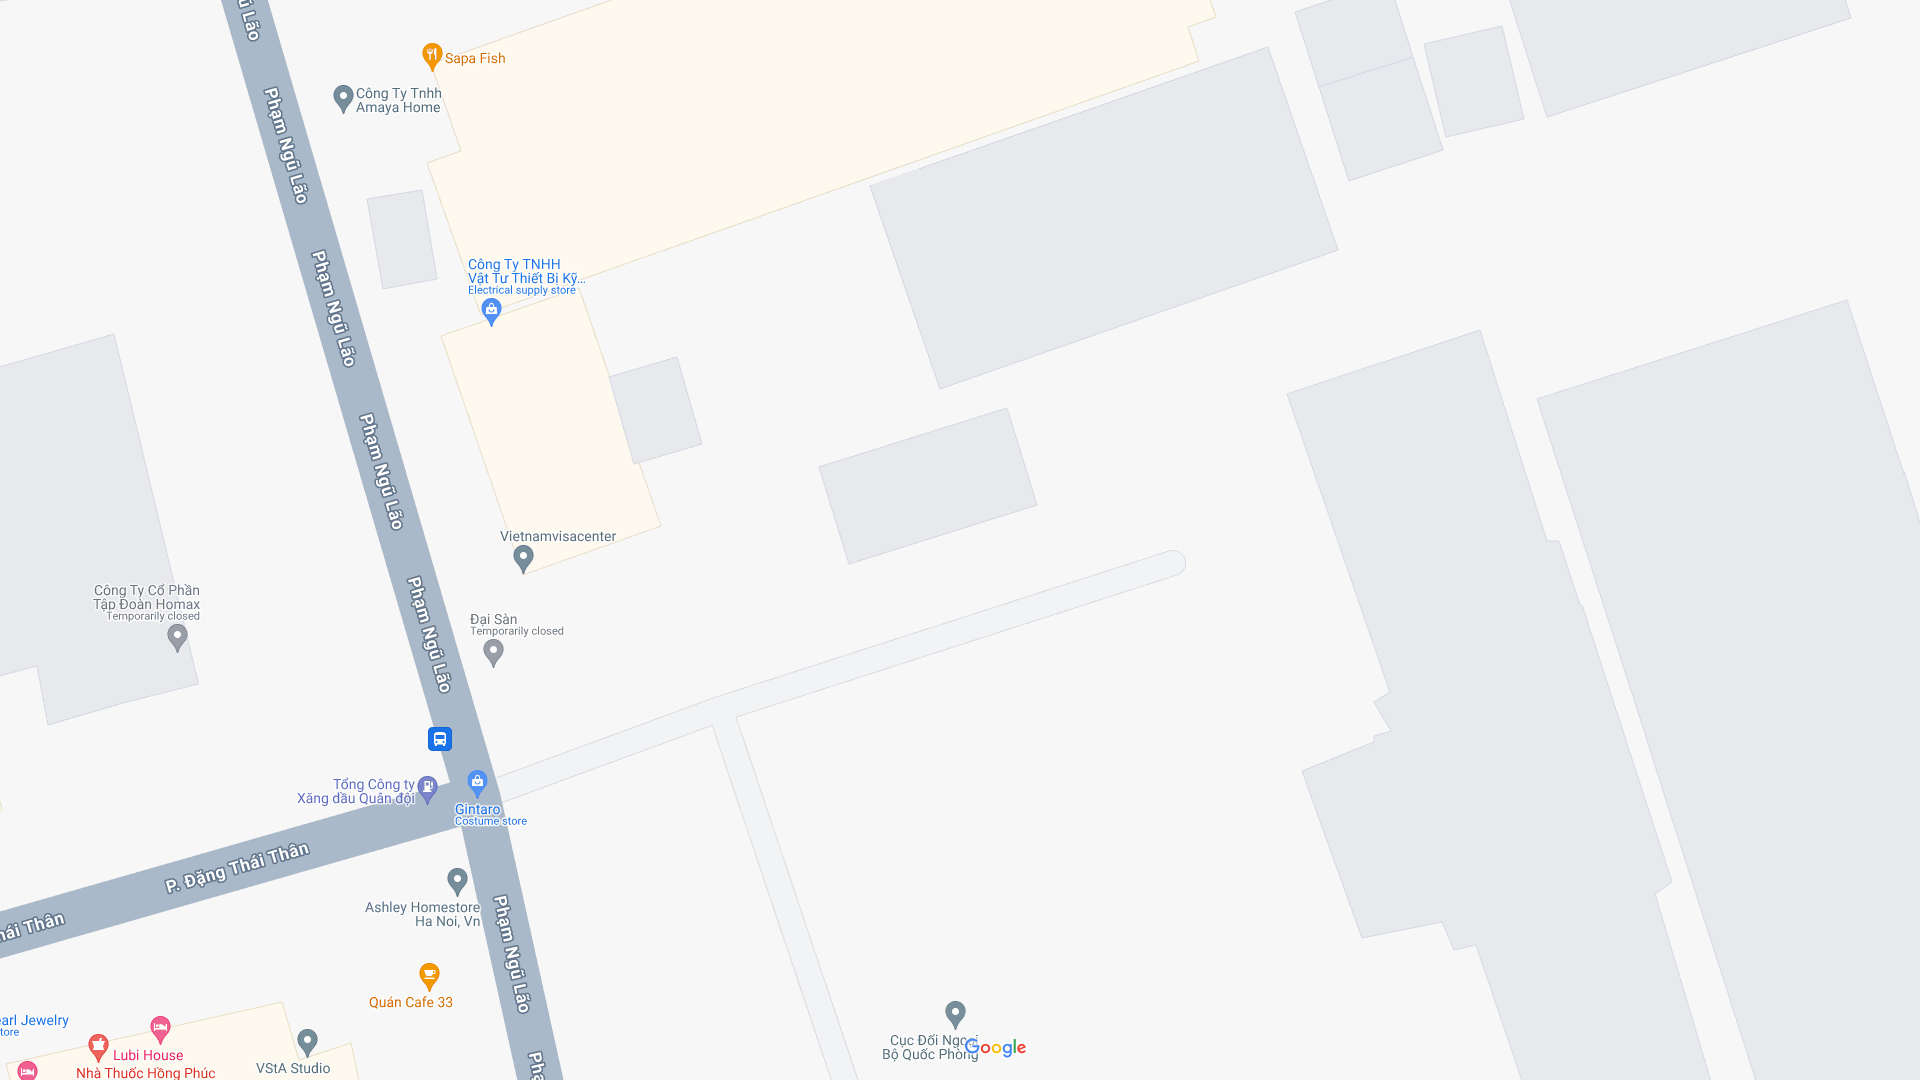 ũ Lão
Sapa Fish
Công Ty Tnhh
Amaya Home
Phạm Ngũ Lão
Phạm Ngũ Lão
Công Ty TNHH
Vật Tư Thiết Bị Kỹ...
Electrical supply store
Phạm Ngũ Lão
Vietnamvisacenter
Công Ty Cổ Phần
Tập Đoàn Homax
Temporarily closed
Phạm Ngũ Lão
Đại Sàn
Temporarily closed
Tổng Công ty
Xăng dầu Quân đội
Gintaro
Costume store
P. Đặng Thái Thân
hái Thân
Ashley Homestore
Ha Noi, Vn
Phạm Ngũ Lão
Quán Cafe 33
earl Jewelry
tore
Lubi House
Nhà Thuốc Hồng Phúc
VStA Studio
Phạ
Cục Đối Ngoại
Bộ Quốc Phòng
Google